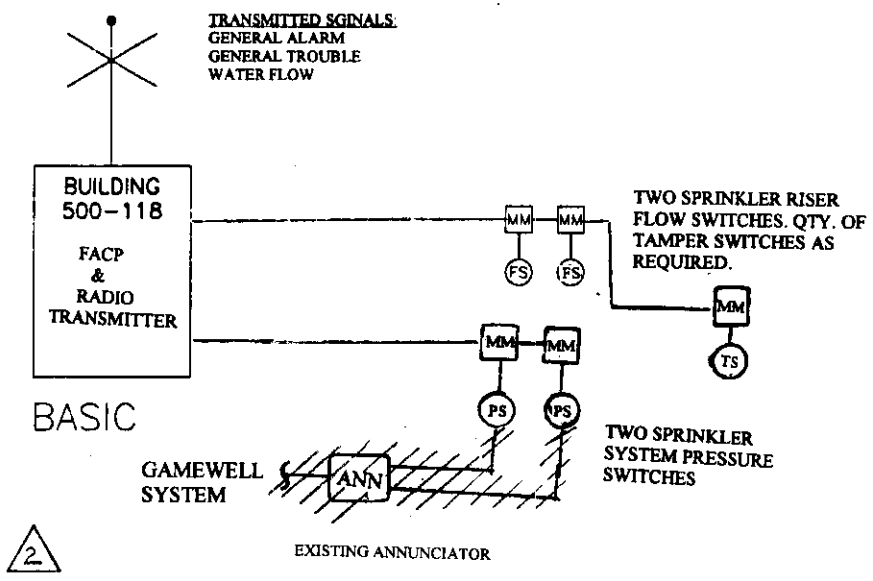 TRANSMITTED SGINALS:
GENERAL ALARM
GENERAL TROUBLE
WATER FLOW
BUILDING
500-118
FACP
&
RADIO
TRANSMITTER
BASIC
MM MM
FS FS
TWO SPRINKLER RISER
FLOW SWITCHES. QTY. OF
TAMPER SWITCHES AS
REQUIRED.
MM
TS
MM MM
PS PS
TWO SPRINKLER
SYSTEM PRESSURE
SWITCHES
GAMEWELL
SYSTEM
ANN
EXISTING ANNUNCIATOR
2